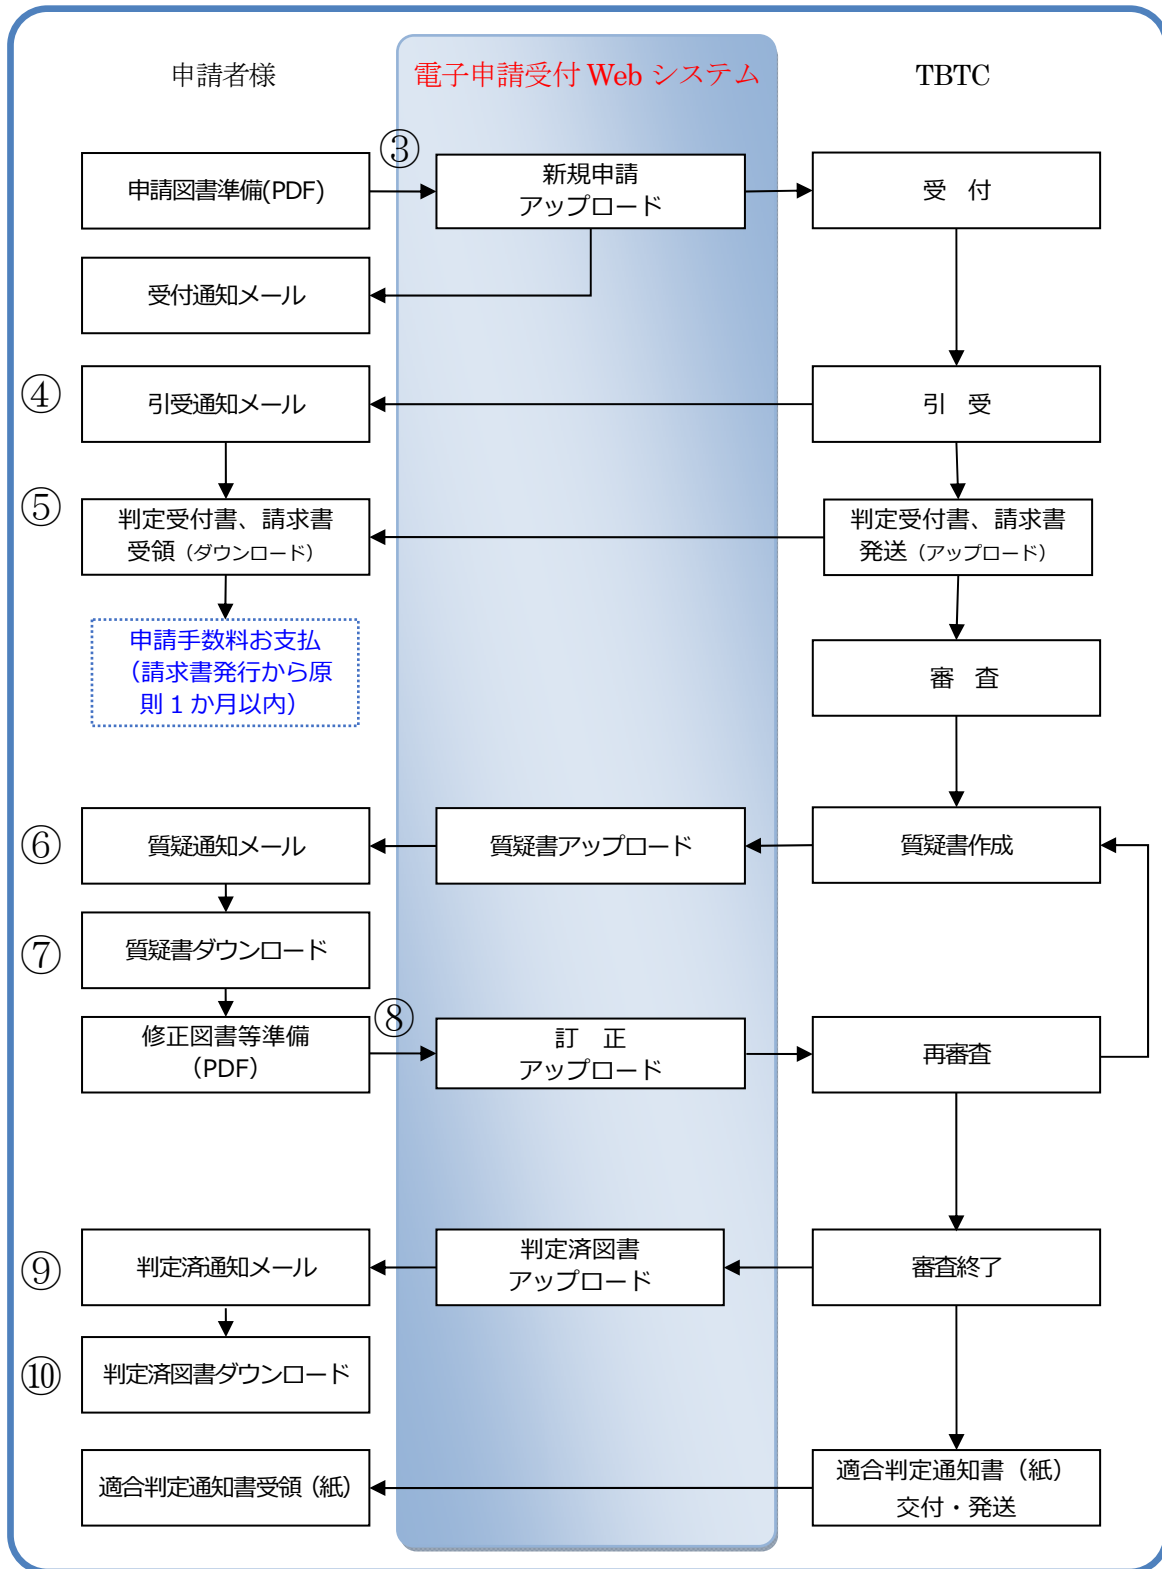 申請者様
電子申請受付 Web システム
TBTC
③
申請図書準備(PDF)
新規申請
アップロード
受　付
受付通知メール
④
引受通知メール
引　受
⑤
判定受付書、請求書
受領（ダウンロード）
判定受付書、請求書
発送（アップロード）
申請手数料お支払
（請求書発行から原
則 1 か月以内）
審　査
⑥
質疑通知メール
質疑書アップロード
質疑書作成
⑦
質疑書ダウンロード
⑧
修正図書等準備
（PDF）
訂　正
アップロード
再審査
⑨
判定済通知メール
判定済図書
アップロード
審査終了
⑩
判定済図書ダウンロード
適合判定通知書受領（紙）
適合判定通知書（紙）
交付・発送